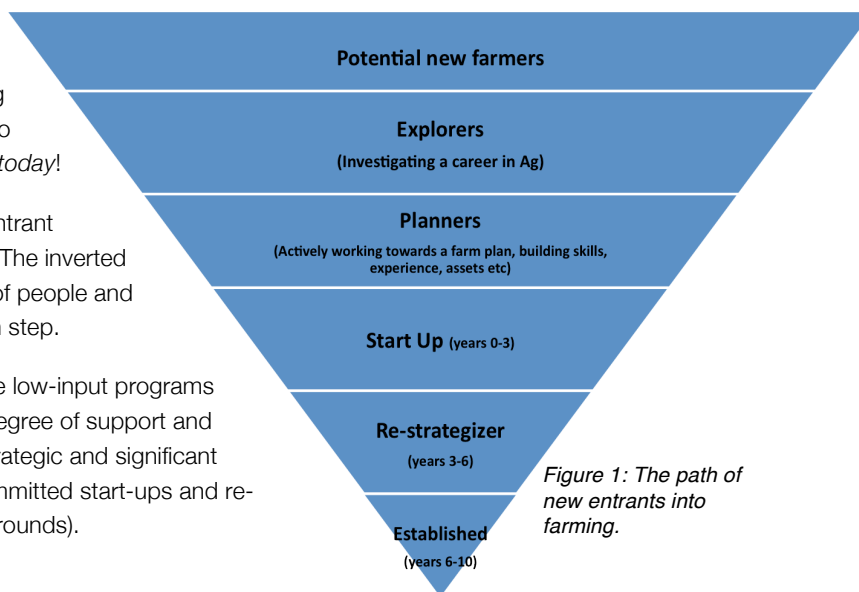 g
o
today!
ntrant
The inverted
of people and
n step.
e low-input programs
egree of support and
rategic and significant
mmitted start-ups and re-
grounds).
Potential new farmers
Explorers
(Investigating a career in Ag)
Planners
(Actively working towards a farm plan, building skills,
experience, assets etc)
Start Up (years 0-3)
Re-strategizer
(years 3-6)
Established
(years 6-10)
Figure 1: The path of
new entrants into
farming.